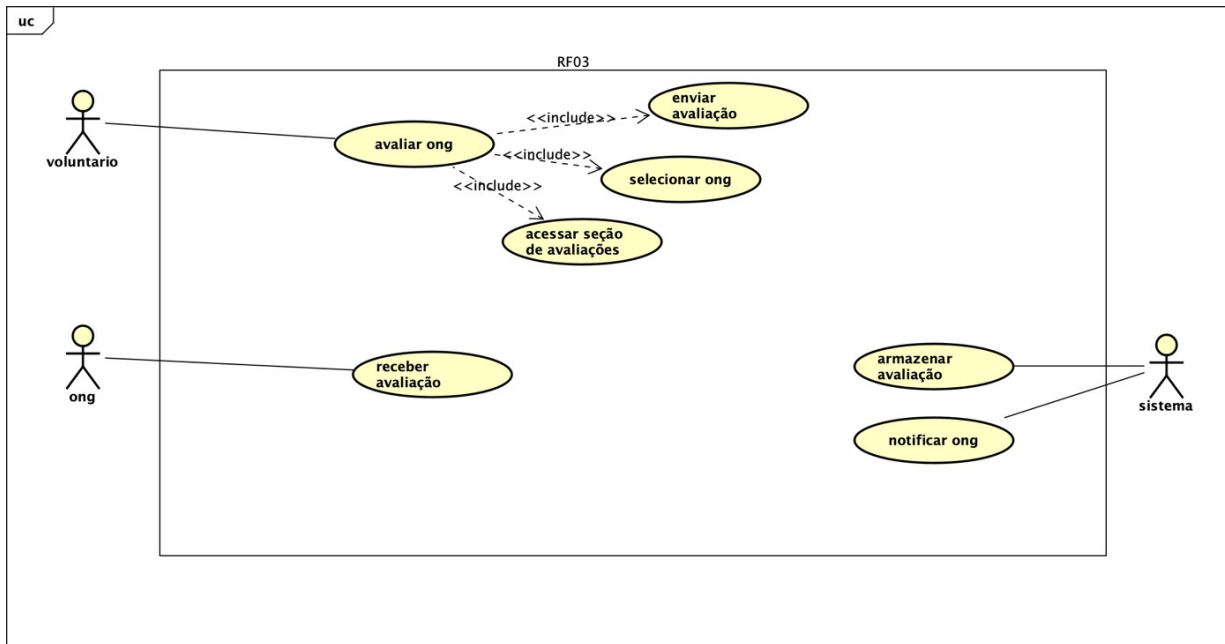 uc
RF03
voluntario
avaliar ong
<<include>>
enviar
avaliação
<<include>>
selecionar ong
<<include>>
acessar seção
de avaliações
ong
receber
avaliação
armazenar
avaliação
sistema
notificar ong